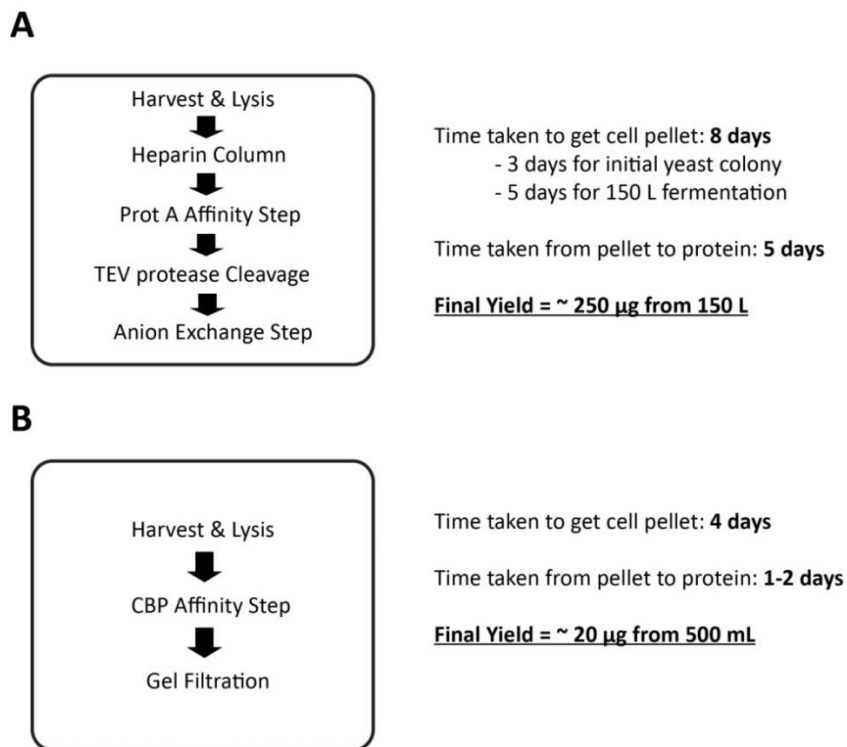 A
Harvest & Lysis
Heparin Column
Prot A Affinity Step
TEV protease Cleavage
Anion Exchange Step
Time taken to get cell pellet: 8 days
- 3 days for initial yeast colony
- 5 days for 150 L fermentation
Time taken from pellet to protein: 5 days
Final Yield = ~ 250 µg from 150 L
B
Harvest & Lysis
CBP Affinity Step
Gel Filtration
Time taken to get cell pellet: 4 days
Time taken from pellet to protein: 1-2 days
Final Yield = ~ 20 µg from 500 mL